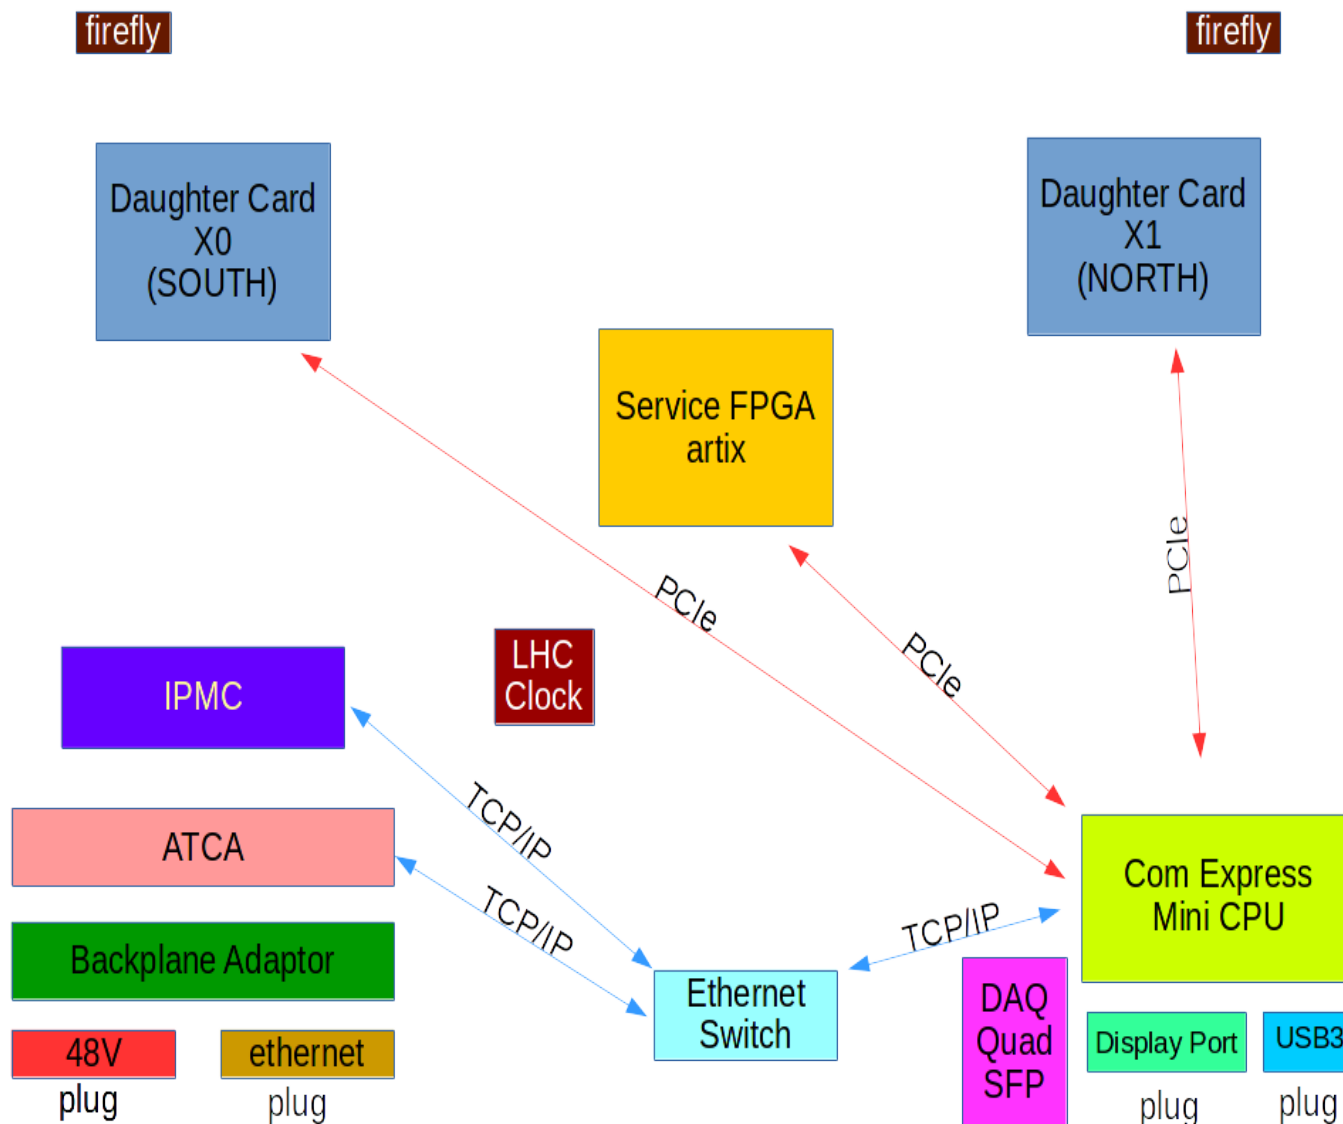 firefly
firefly
Daughter Card
X0
(SOUTH)
Daughter Card
X1
(NORTH)
Service FPGA
artix
PCIe
PCIe
PCIe
LHC
Clock
IPMC
TCP/IP
ATCA
TCP/IP
TCP/IP
Com Express
Mini CPU
Backplane Adaptor
Ethernet
Switch
DAQ
Quad
SFP
48V
plug
ethernet
plug
Display Port
plug
USB3
plug